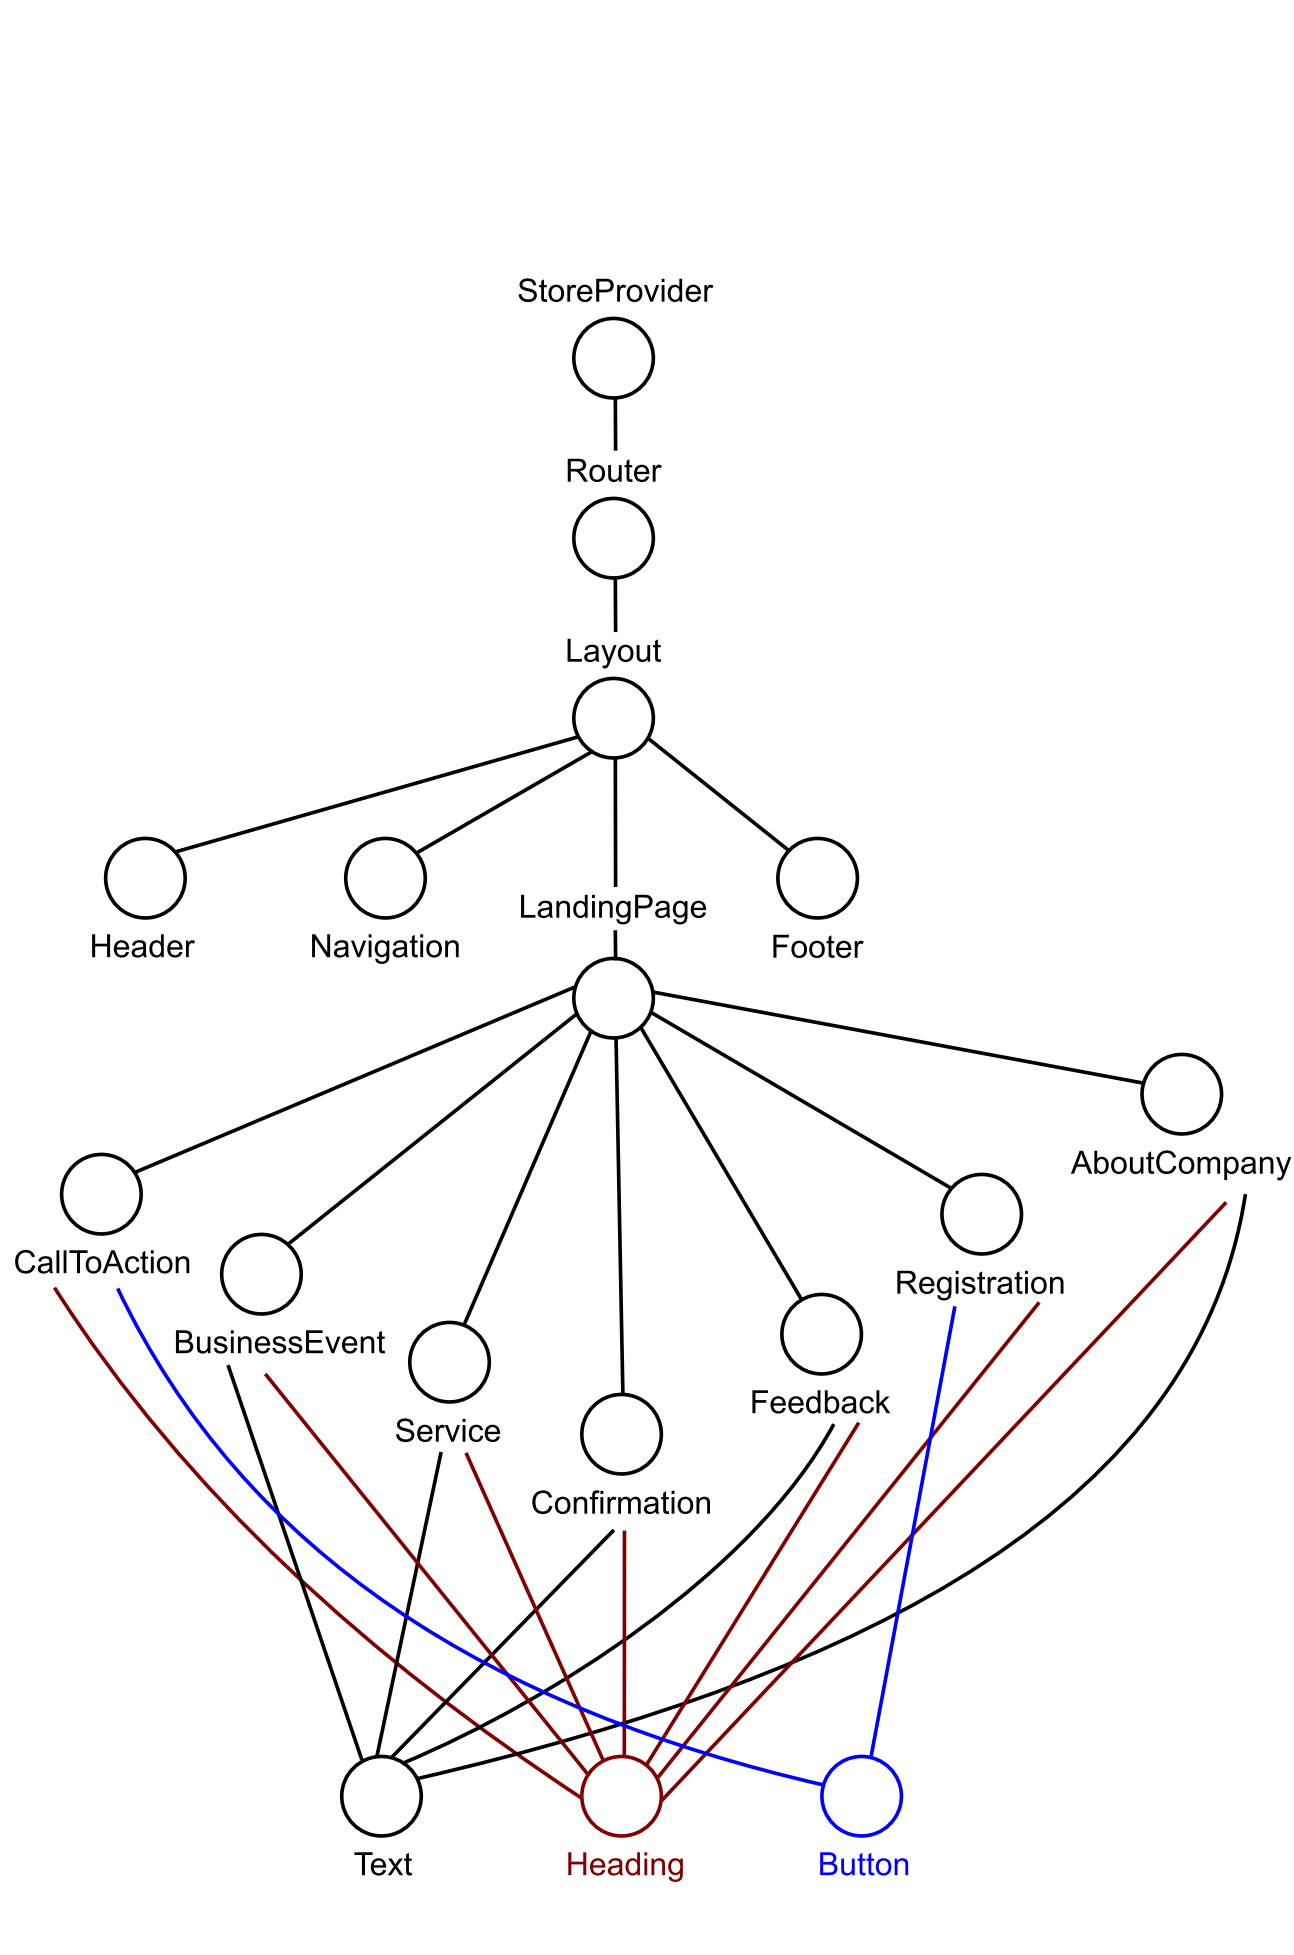 StoreProvider
Router
Layout
LandingPage
Header
Navigation
Footer
AboutCompany
CallToAction
Registration
BusinessEvent
Feedback
Service
Confirmation
Text
Heading
Button